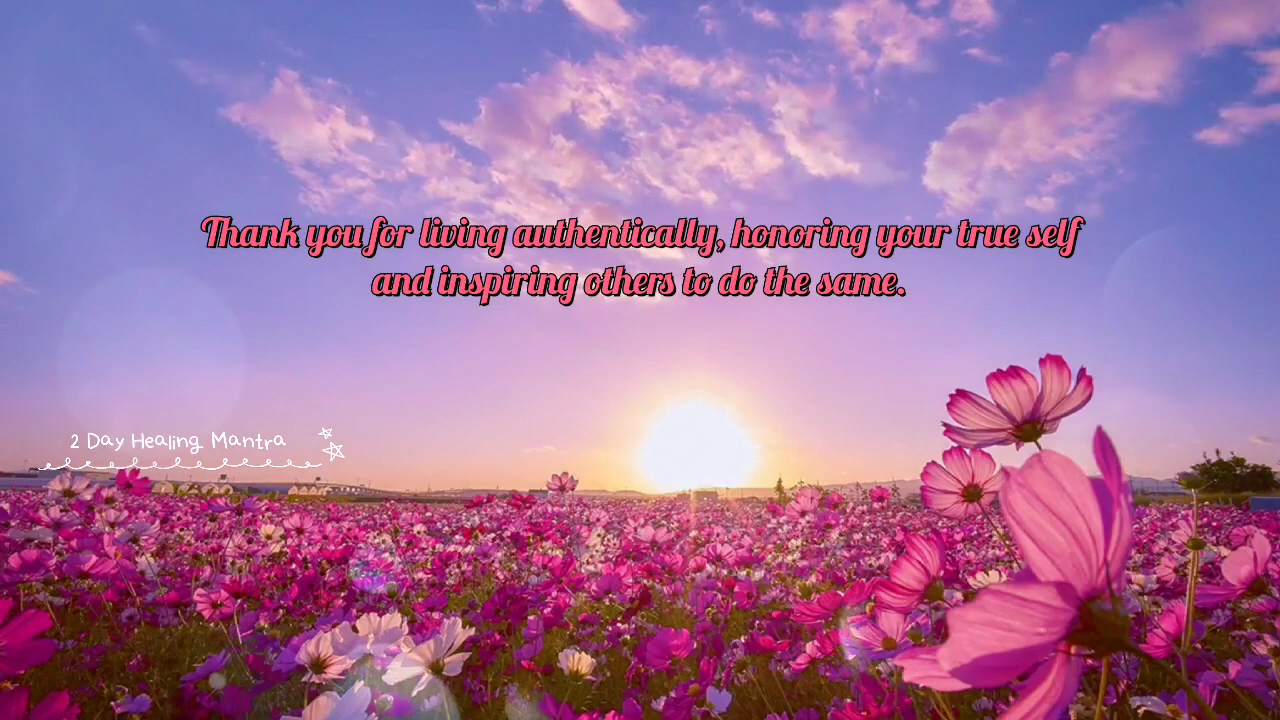 Thank you for living authentically, honoring your true self
and inspiring others to do the same.
2 Day Healing Mantra